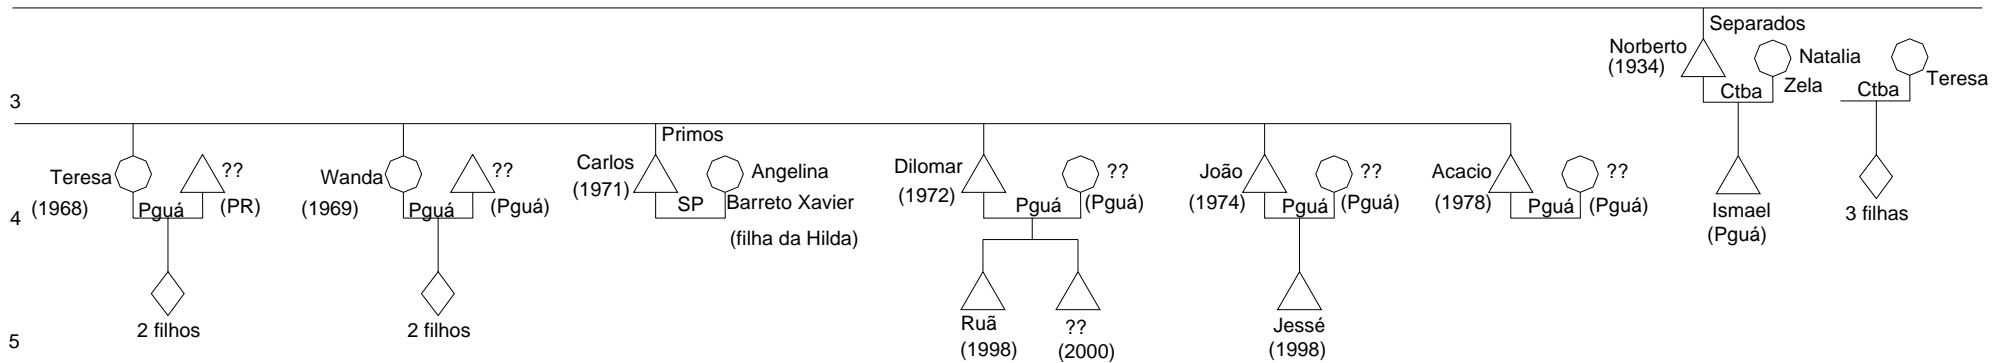 Separados
Norberto
(1934)
Natalia
Zela
Ctba
Ctba
Teresa
3
Primos
Teresa
(1968)
??
(PR)
Pguá
Wanda
(1969)
??
(Pguá)
Pguá
Carlos
(1971)
SP
Angelina
Barreto Xavier
(filha da Hilda)
Dilomar
(1972)
Pguá
??
(Pguá)
João
(1974)
Pguá
??
(Pguá)
Acacio
(1978)
Pguá
??
(Pguá)
Ismael
(Pguá)
3 filhas
4
2 filhos
2 filhos
Ruã
(1998)
??
(2000)
Jessé
(1998)
5